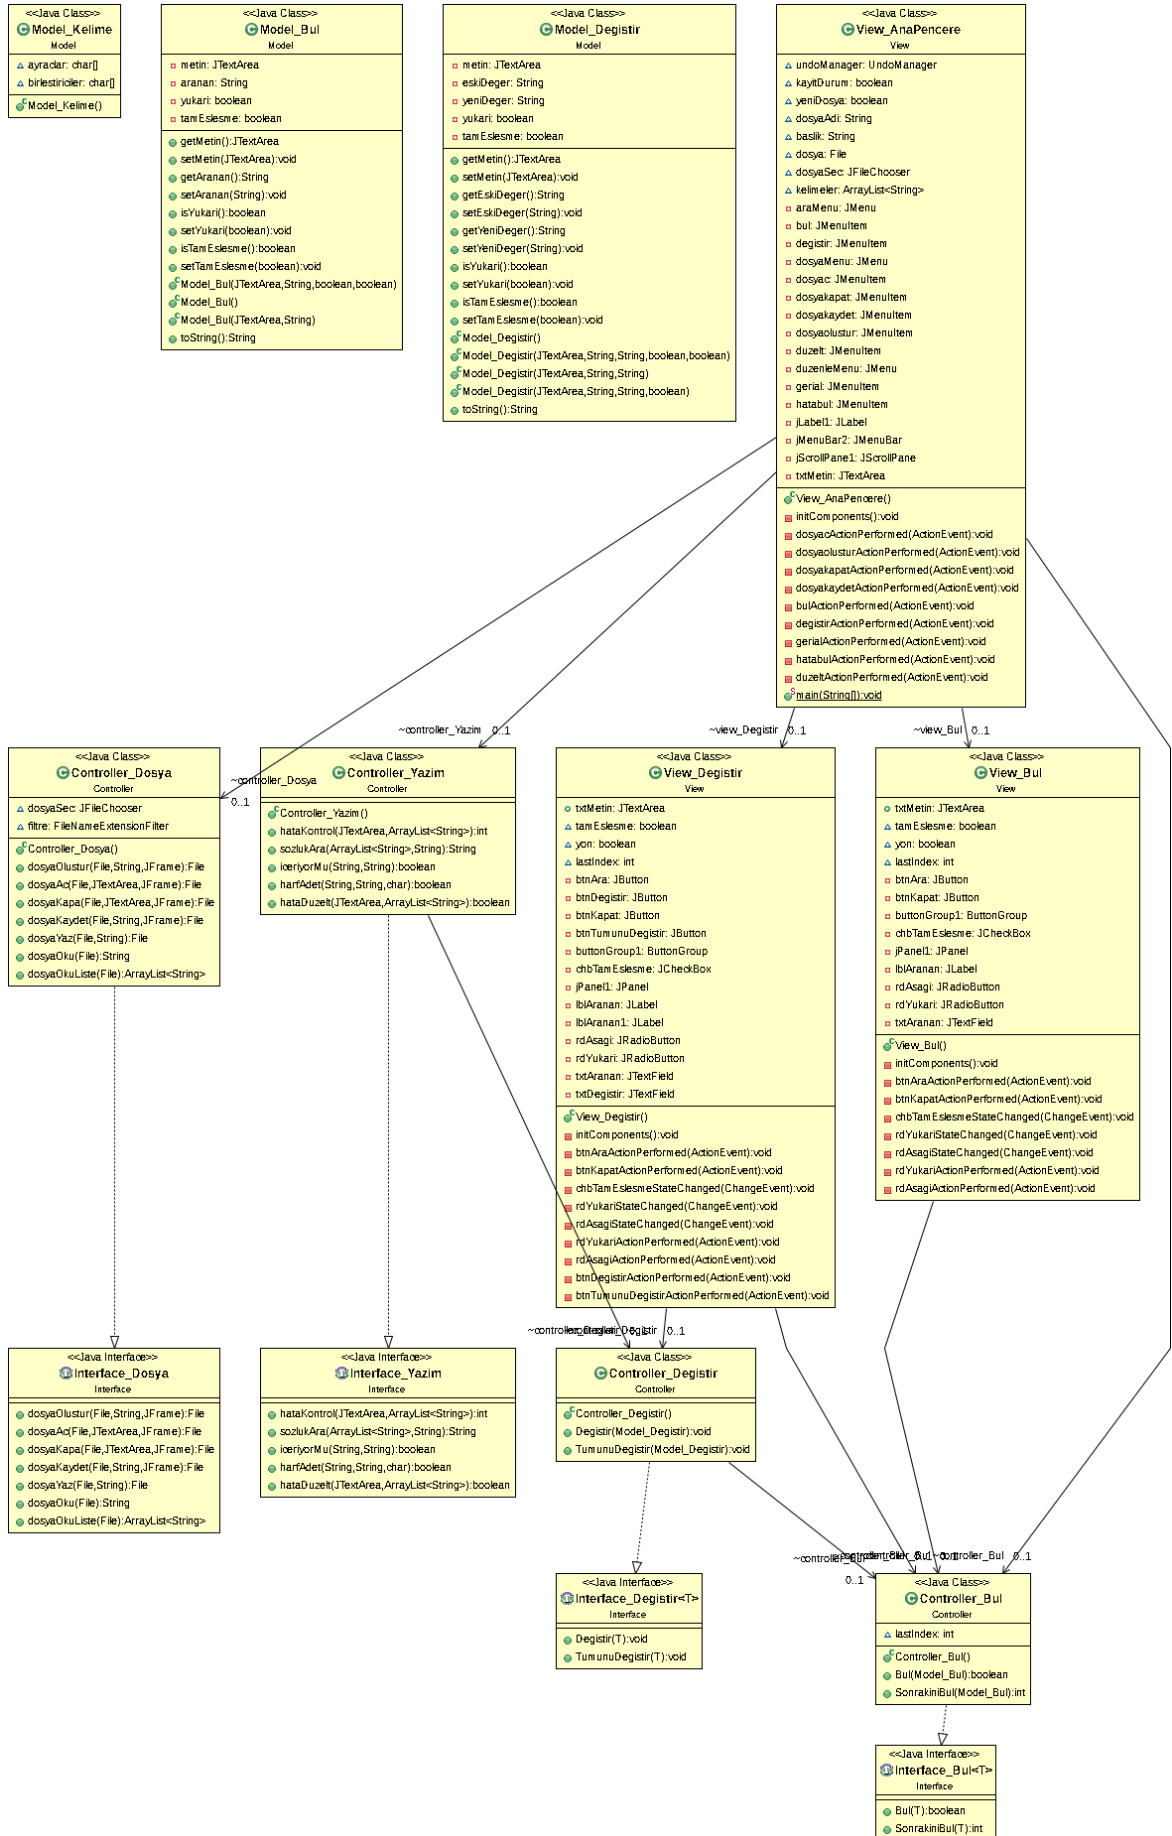 <<Java Class>>
Model_Kelime
Model
ayraclar: char[]
birlestiriciler: char[]
Model_Kelime()
<<Java Class>>
Model_Bul
Model
metin: JTextArea
aranan: String
yukari: boolean
tamEslesme: boolean
getMetin():JTextArea
setMetin(JTextArea):void
getAranan():String
setAranan(String):void
isYukari():boolean
setYukari(boolean):void
isTamEslesme():boolean
setTamEslesme(boolean):void
Model_Bul(JTextArea,String,boolean,boolean)
Model_Bul()
Model_Bul(JTextArea,String)
toString():String
<<Java Class>>
Model_Degistir
Model
metin: JTextArea
eskiDeger: String
yeniDeger: String
yukari: boolean
tamEslesme: boolean
getMetin():JTextArea
setMetin(JTextArea):void
getEskiDeger():String
setEskiDeger(String):void
getYeniDeger():String
setYeniDeger(String):void
isYukari():boolean
setYukari(boolean):void
isTamEslesme():boolean
setTamEslesme(boolean):void
Model_Degistir()
Model_Degistir(JTextArea,String,String,boolean,boolean)
Model_Degistir(JTextArea,String,String)
Model_Degistir(JTextArea,String,String,boolean)
toString():String
<<Java Class>>
View_AnaPencere
View
undoManager: UndoManager
kayitDurum: boolean
yeniDosya: boolean
dosyaAdi: String
baslik: String
dosya: File
dosyaSec: JFileChooser
kelimeler: ArrayList<String>
araMenu: JMenu
bul: JMenuItem
degistir: JMenuItem
dosyaMenu: JMenu
dosyac: JMenuItem
dosyakapat: JMenuItem
dosyakaydet: JMenuItem
dosyaolustur: JMenuItem
duzelt: JMenuItem
duzenleMenu: JMenu
gerial: JMenuItem
hatabul: JMenuItem
jLabel1: JLabel
jMenuBar2: JMenuBar
jScrollPane1: JScrollPane
txtMetin: JTextArea
View_AnaPencere()
initComponents():void
dosyacActionPerformed(ActionEvent):void
dosyaolusturActionPerformed(ActionEvent):void
dosyakapatActionPerformed(ActionEvent):void
dosyakaydetActionPerformed(ActionEvent):void
bulActionPerformed(ActionEvent):void
degistirActionPerformed(ActionEvent):void
gerialActionPerformed(ActionEvent):void
hatabulActionPerformed(ActionEvent):void
duzeltActionPerformed(ActionEvent):void
main(String[]):void
~controller_Yazim 0..1
~view_Degistir 0..1
~view_Bul 0..1
~controller_Dosya
0..1
<<Java Class>>
Controller_Dosya
Controller
dosyaSec: JFileChooser
filtre: FileNameExtensionFilter
Controller_Dosya()
dosyaOlustur(File,String,JFrame):File
dosyaAc(File,JTextArea,JFrame):File
dosyaKapa(File,JTextArea,JFrame):File
dosyaKaydet(File,String,JFrame):File
dosyaYaz(File,String):File
dosyaOku(File):String
dosyaOkuListe(File):ArrayList<String>
<<Java Class>>
Controller_Yazim
Controller
Controller_Yazim()
hataKontrol(JTextArea,ArrayList<String>):int
sozlukAra(ArrayList<String>,String):String
iceriyorMu(String,String):boolean
harfAdet(String,String,char):boolean
hataDuzelt(JTextArea,ArrayList<String>):boolean
<<Java Class>>
View_Degistir
View
txtMetin: JTextArea
tamEslesme: boolean
yon: boolean
lastIndex: int
btnAra: JButton
btnDegistir: JButton
btnKapat: JButton
btnTumunuDegistir: JButton
buttonGroup1: ButtonGroup
chbTamEslesme: JCheckBox
jPanel1: JPanel
lblAranan: JLabel
lblAranan1: JLabel
rdAsagi: JRadioButton
rdYukari: JRadioButton
txtAranan: JTextField
txtDegistir: JTextField
View_Degistir()
initComponents():void
btnAraActionPerformed(ActionEvent):void
btnKapatActionPerformed(ActionEvent):void
chbTamEslesmeStateChanged(ChangeEvent):void
rdYukariStateChanged(ChangeEvent):void
rdAsagiStateChanged(ChangeEvent):void
rdYukariActionPerformed(ActionEvent):void
rdAsagiActionPerformed(ActionEvent):void
btnDegistirActionPerformed(ActionEvent):void
btnTumunuDegistirActionPerformed(ActionEvent):void
<<Java Class>>
View_Bul
View
txtMetin: JTextArea
tamEslesme: boolean
yon: boolean
lastIndex: int
btnAra: JButton
btnKapat: JButton
buttonGroup1: ButtonGroup
chbTamEslesme: JCheckBox
jPanel1: JPanel
lblAranan: JLabel
rdAsagi: JRadioButton
rdYukari: JRadioButton
txtAranan: JTextField
View_Bul()
initComponents():void
btnAraActionPerformed(ActionEvent):void
btnKapatActionPerformed(ActionEvent):void
chbTamEslesmeStateChanged(ChangeEvent):void
rdYukariStateChanged(ChangeEvent):void
rdAsagiStateChanged(ChangeEvent):void
rdYukariActionPerformed(ActionEvent):void
rdAsagiActionPerformed(ActionEvent):void
0..1
<<Java Interface>>
Interface_Dosya
Interface
dosyaOlustur(File,String,JFrame):File
dosyaAc(File,JTextArea,JFrame):File
dosyaKapa(File,JTextArea,JFrame):File
dosyaKaydet(File,String,JFrame):File
dosyaYaz(File,String):File
dosyaOku(File):String
dosyaOkuListe(File):ArrayList<String>
<<Java Interface>>
Interface_Yazim
Interface
hataKontrol(JTextArea,ArrayList<String>):int
sozlukAra(ArrayList<String>,String):String
iceriyorMu(String,String):boolean
harfAdet(String,String,char):boolean
hataDuzelt(JTextArea,ArrayList<String>):boolean
<<Java Class>>
Controller_Degistir
Controller
Controller_Degistir()
Degistir(Model_Degistir):void
TumunuDegistir(Model_Degistir):void
~controller_Bul 0..1
0..1
<<Java Interface>>
Interface_Degistir<T>
Interface
Degistir(T):void
TumunuDegistir(T):void
<<Java Class>>
Controller_Bul
Controller
lastIndex: int
Controller_Bul()
Bul(Model_Bul):boolean
SonrakiniBul(Model_Bul):int
<<Java Interface>>
Interface_Bul<T>
Interface
Bul(T):boolean
SonrakiniBul(T):int